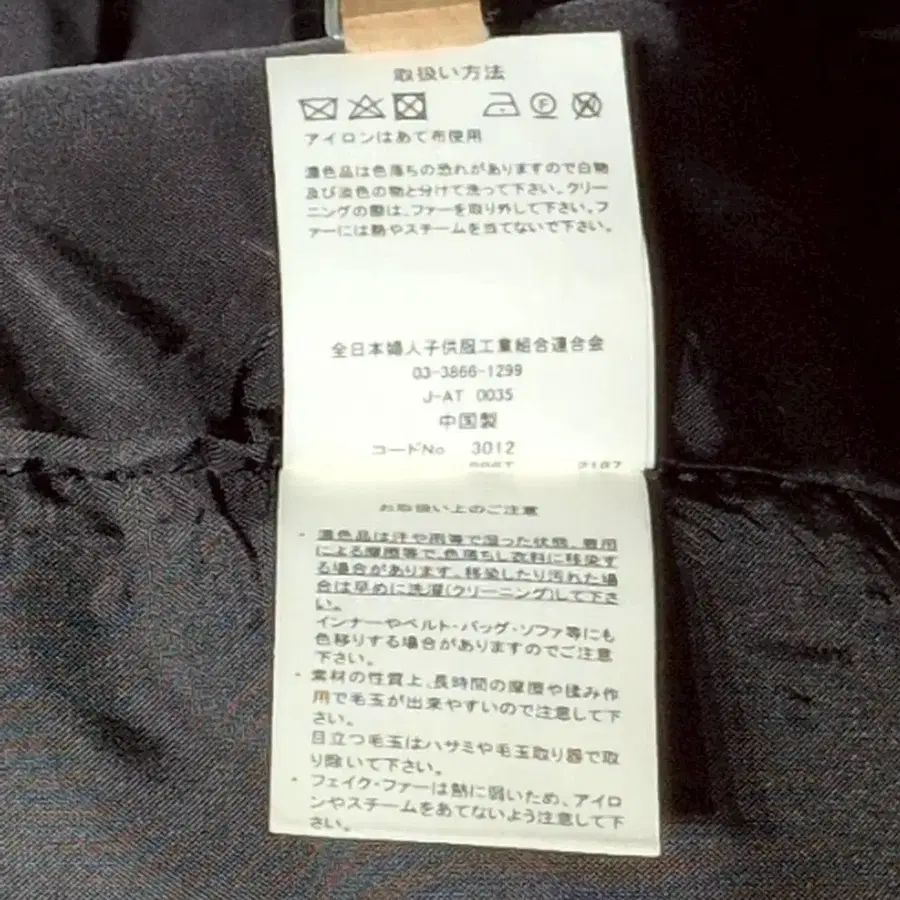 取扱い方法
アイロンはあて布使用
濃色品は色落ちの恐れがありますので白物
及び淡色の物と分けて洗って下さい。クリー
ニングの際は、ファーを取り外して下さい。フ
ァーには熱やスチームを当てないで下さい。
全日本婦人子供服工業組合連合会
03-3866-1299
J-AT 0035
中国製
コードNo 3012
お取扱い上のご注意
・濃色品は汗や雨等で湿った状態、着用
による摩擦等で、色落ちし衣料に移染す
る場合があります。移染したり汚れた場
合は早めに洗濯(クリーニング)して下さ
い。
インナーやベルト・バッグ・ソファ等にも
色移りする場合がありますのでご注意
下さい。
・素材の性質上、長時間の摩擦や揉み作
用で毛玉が出来やすいので注意して下
さい。
目立つ毛玉はハサミや毛玉取り器で取
り除いて下さい。
・フェイク・ファーは熱に弱いため、アイロ
ンやスチームをあてないよう注意して下
さい。